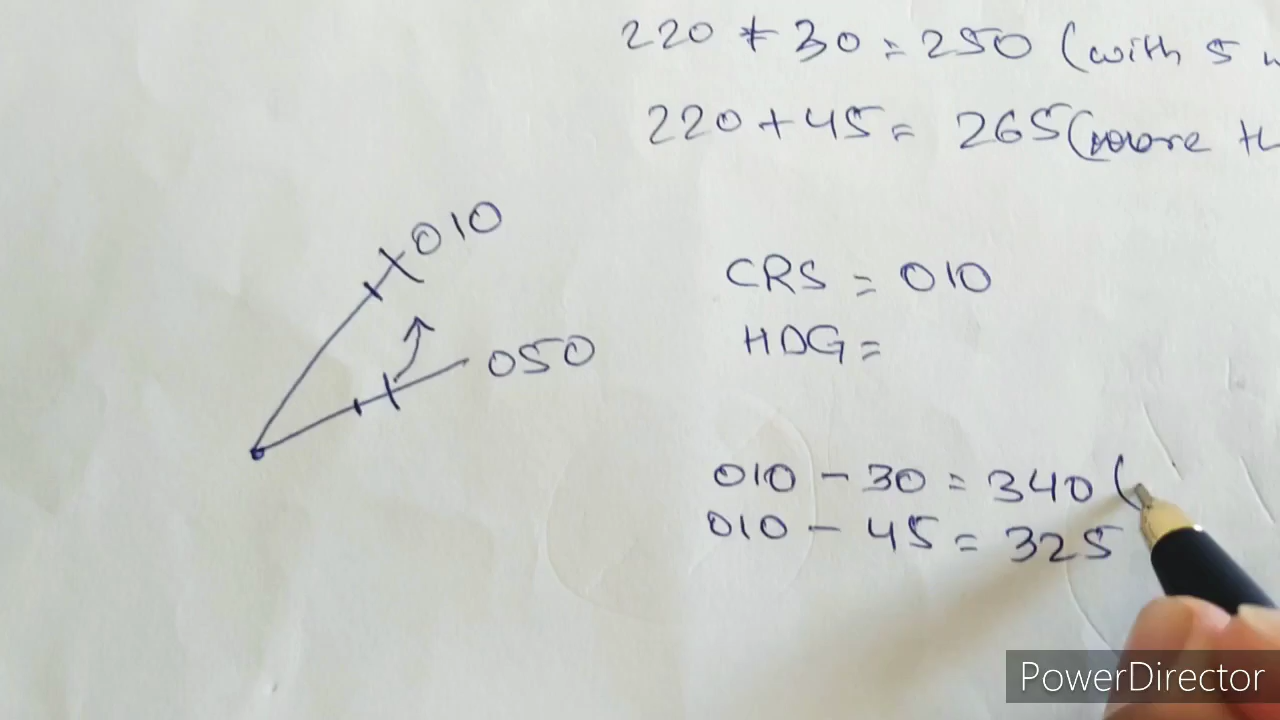 220 + 30 = 250 (with 5
220 + 45 = 265 (more
010
CRS = 010
HDG =
050
010 - 30 = 340 (
010 - 45 = 325
PowerDirector